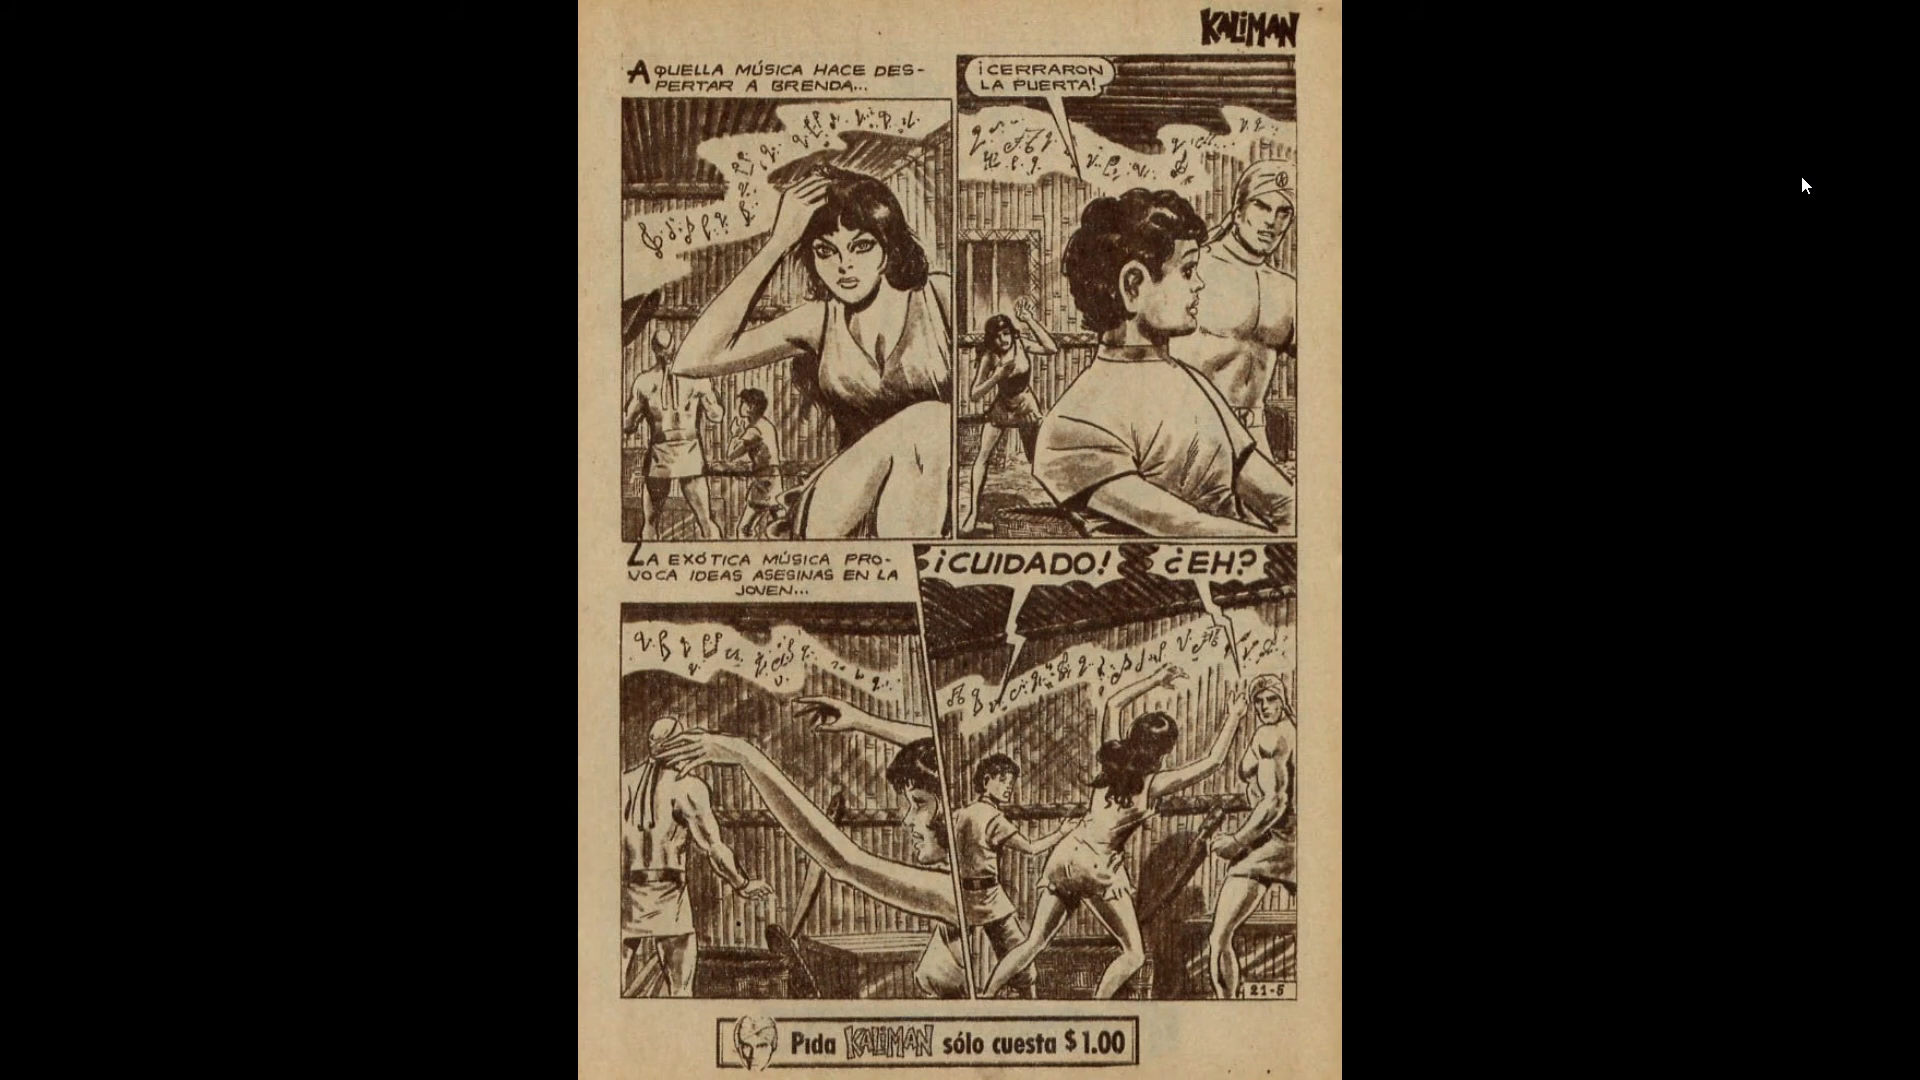 KALIMAN
AQUELLA MÚSICA HACE DES-
PERTAR A BRENDA...
¡CERRARON
LA PUERTA!
LA EXÓTICA MÚSICA PRO-
VOCA IDEAS ASESINAS EN LA
JOVEN...
¡CUIDADO!
¿EH?
21-5
Pida KALIMAN sólo cuesta $1.00